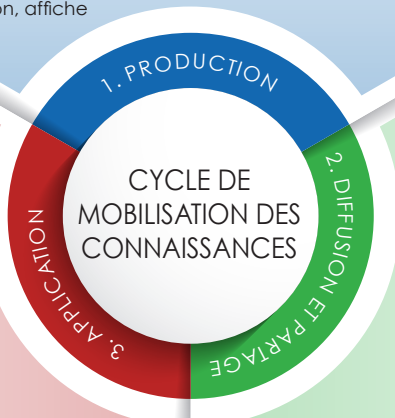 on, affiche
1. PRODUCTION
CYCLE DE
MOBILISATION DES
CONNAISSANCES
2. DIFFUSION ET PARTAGE
3. APPLICATION